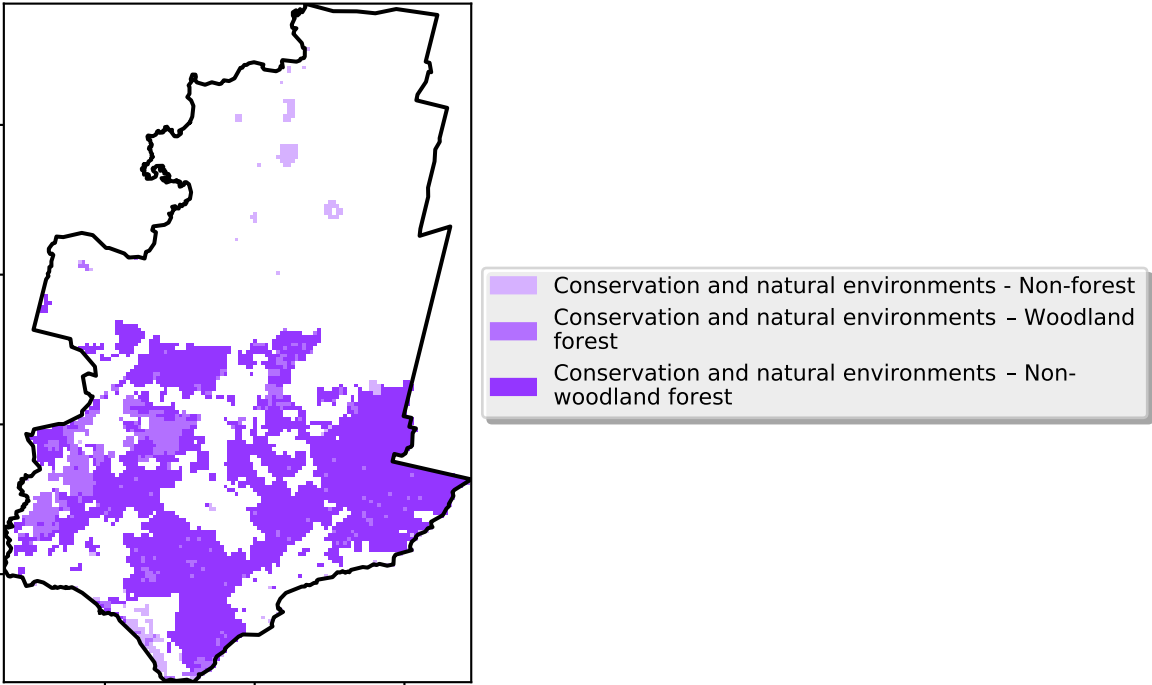 Conservation and natural environments - Non-forest
Conservation and natural environments – Woodland
forest
Conservation and natural environments – Non-
woodland forest